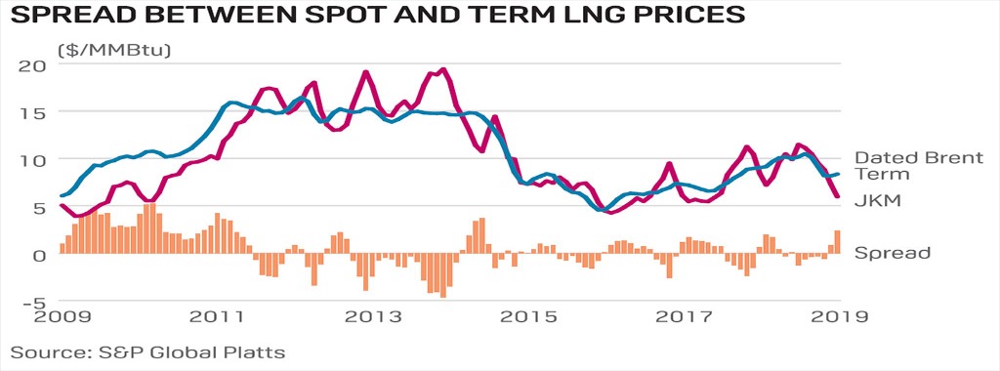 SPREAD BETWEEN SPOT AND TERM LNG PRICES
($/MMBtu)
20
15
10
5
0
-5
Dated Brent
Term
JKM
Spread
2009 2011 2013 2015 2017 2019
Source: S&P Global Platts